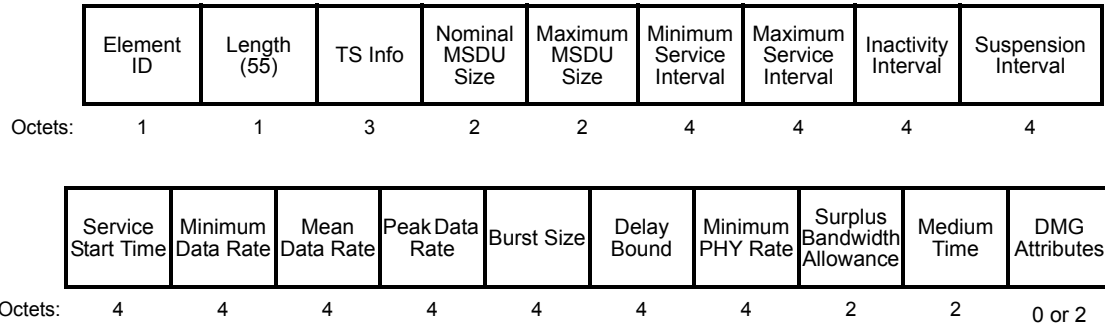 Element ID
Length (55)
TS Info
Nominal MSDU Size
Maximum MSDU Size
Minimum Service Interval
Maximum Service Interval
Inactivity Interval
Suspension Interval
Octets: 1 1 3 2 2 4 4 4 4
Service Start Time
Minimum Data Rate
Mean Data Rate
Peak Data Rate
Burst Size
Delay Bound
Minimum PHY Rate
Surplus Bandwidth Allowance
Medium Time
DMG Attributes
Octets: 4 4 4 4 4 4 4 2 2 0 or 2